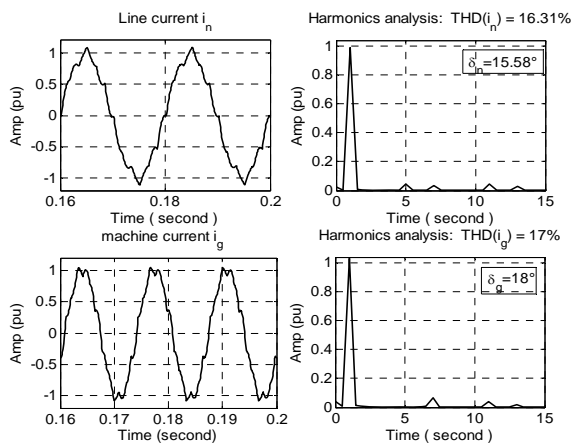 Line current i_n
Harmonics analysis: THD(i_n) = 16.31%
Amp (pu)
1
0.5
0
-0.5
-1
0.16
0.18
0.2
Time ( second )
Amp (pu)
1
0.8
0.6
0.4
0.2
0
0
5
10
15
Time ( second )
δ_in=15.58°
machine current i_g
Harmonics analysis: THD(i_g) = 17%
Amp (pu)
1
0.5
0
-0.5
-1
0.16
0.17
0.18
0.19
0.2
Time (second)
Amp (pu)
1
0.8
0.6
0.4
0.2
0
0
5
10
15
Time (second)
δ_g=18°